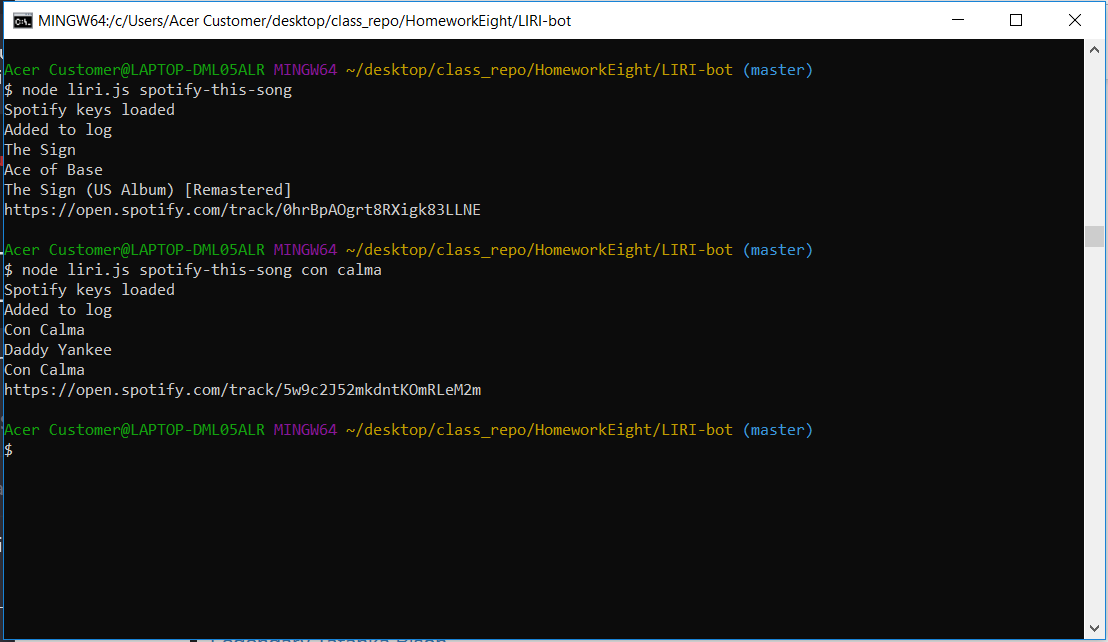 MINGW64:/c/Users/Acer Customer/desktop/class_repo/HomeworkEight/LIRI-bot
Acer Customer@LAPTOP-DML05ALR MINGW64 ~/desktop/class_repo/HomeworkEight/LIRI-bot (master)
$ node liri.js spotify-this-song
Spotify keys loaded
Added to log
The Sign
Ace of Base
The Sign (US Album) [Remastered]
https://open.spotify.com/track/0hrBpAOgrt8RXigk83LLNE
Acer Customer@LAPTOP-DML05ALR MINGW64 ~/desktop/class_repo/HomeworkEight/LIRI-bot (master)
$ node liri.js spotify-this-song con calma
Spotify keys loaded
Added to log
Con Calma
Daddy Yankee
Con Calma
https://open.spotify.com/track/5w9c2J52mkdntKOmRLeM2m
Acer Customer@LAPTOP-DML05ALR MINGW64 ~/desktop/class_repo/HomeworkEight/LIRI-bot (master)
$